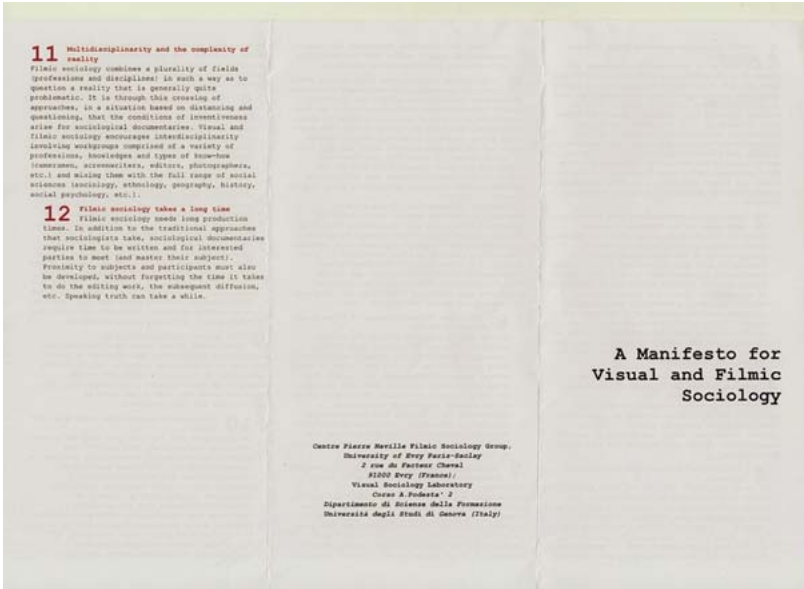 11 Multidisciplinarity and the complexity of
reality
Filmic sociology combines a plurality of fields
(professions and disciplines) in such a way as to
question a reality that is generally quite
problematic. It is through this crossing of
approaches, in a situation based on distancing and
questioning, that the conditions of inventiveness
arise for sociological documentaries. Visual and
filmic sociology encourages interdisciplinarity
involving workgroups comprised of a variety of
professions, knowledges and types of know-how
(cameramen, screenwriters, editors, photographers,
etc.) and mixing them with the full range of social
sciences (sociology, ethnology, geography, history,
social psychology, etc.).
12 Filmic sociology takes a long time
Filmic sociology needs long production
times. In addition to the traditional approaches
that sociologists take, sociological documentaries
require time to be written and for interested
parties to meet (and master their subject).
Proximity to subjects and participants must also
be developed, without forgetting the time it takes
to do the editing work, the subsequent diffusion,
etc. Speaking truth can take a while.
Centre Pierre Naville Filmic Sociology Group,
University of Evry Paris-Saclay
2 rue du Facteur Cheval
91000 Evry (France);
Visual Sociology Laboratory
Corso A.Podesta' 2
Dipartimento di Scienze della Formazione
Università degli Studi di Genova (Italy)
A Manifesto for
Visual and Filmic
Sociology